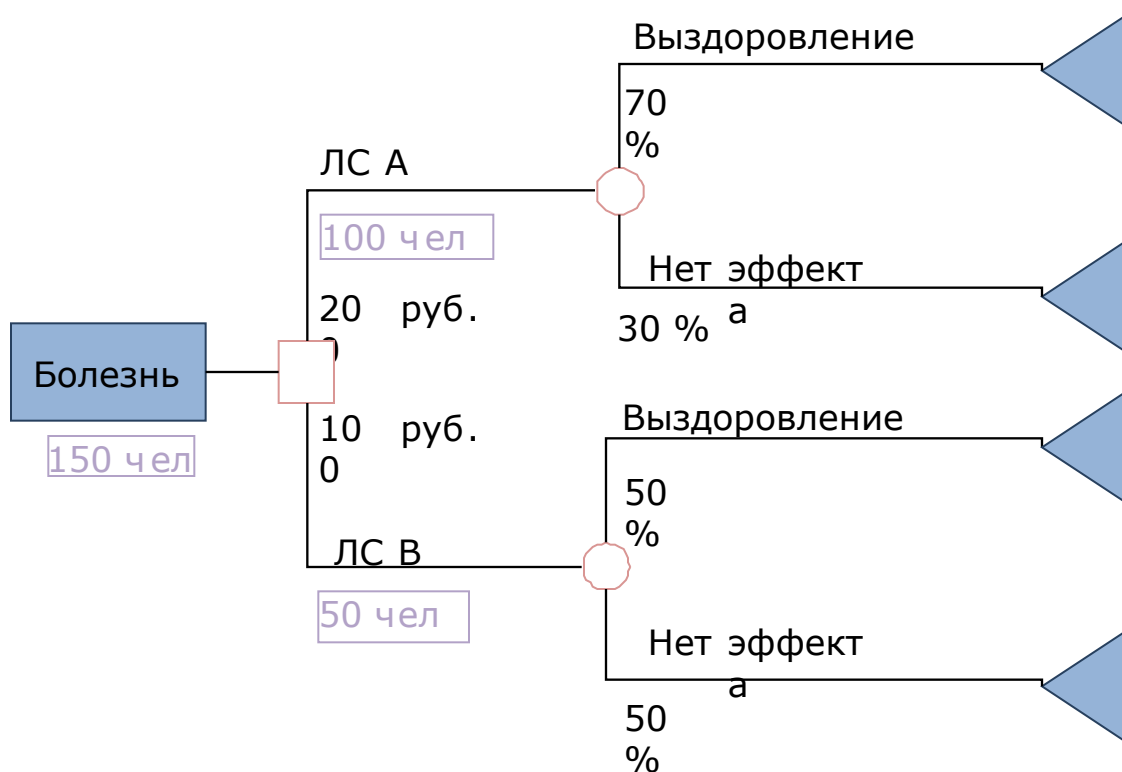 Выздоровление
70
%
ЛС А
100 чел
Нет эффект
а
30 %
20 руб.
0
Болезнь
150 чел
10 руб.
0
Выздоровление
50
%
ЛС В
50 чел
Нет эффект
а
50
%